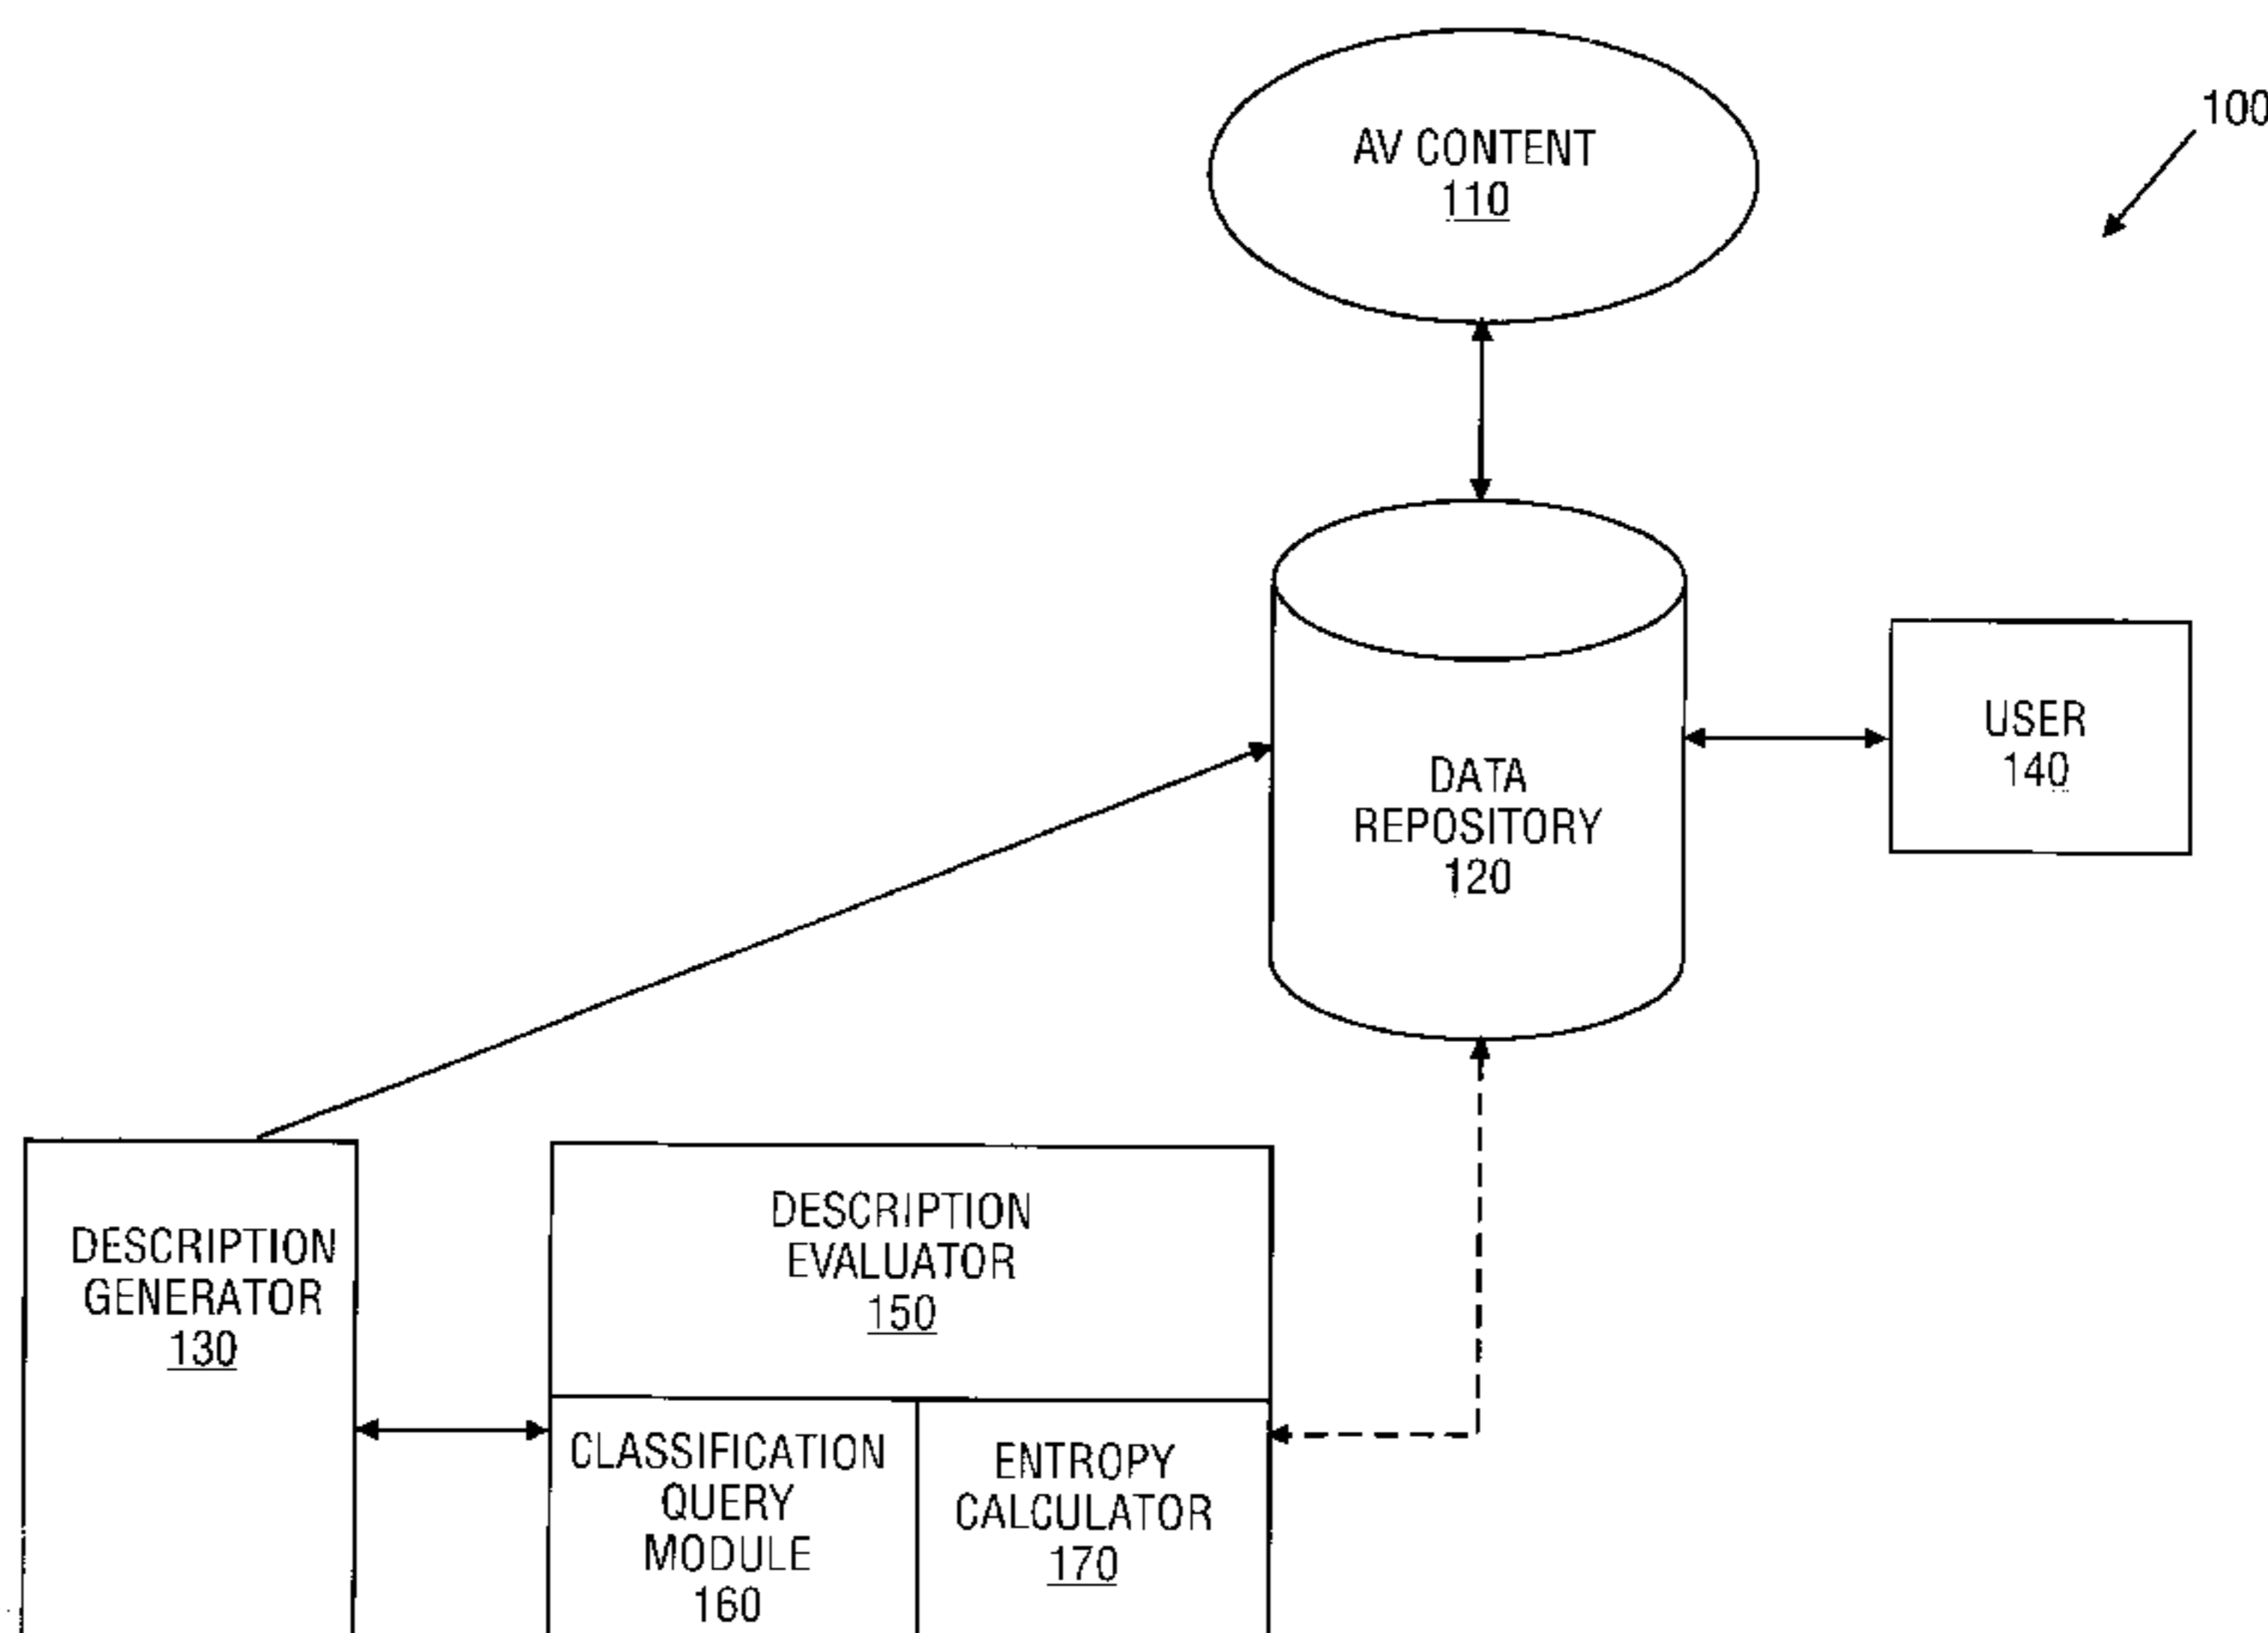 100
AV CONTENT
110
DATA
REPOSITORY
120
USER
140
DESCRIPTION
GENERATOR
130
DESCRIPTION
EVALUATOR
150
CLASSIFICATION
QUERY
MODULE
160
ENTROPY
CALCULATOR
170